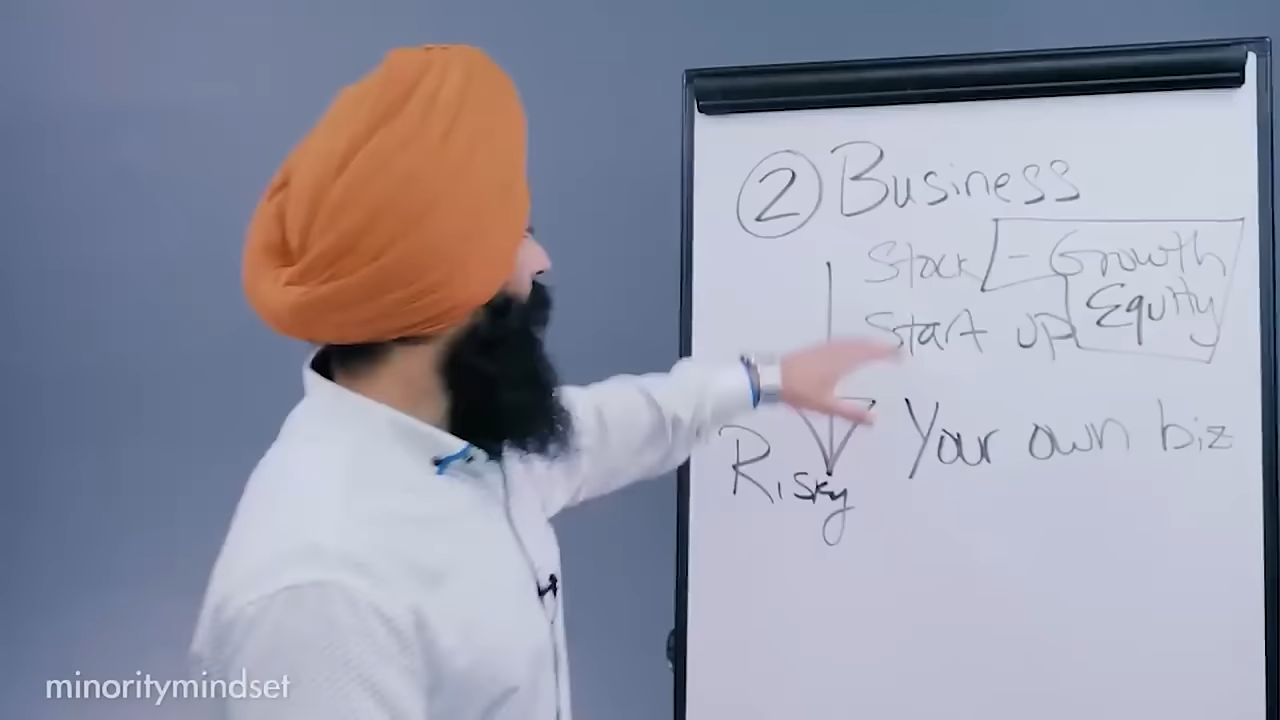 ② Business
Stock - Growth
Start up Equity
Your own biz
Risky
minoritymindset